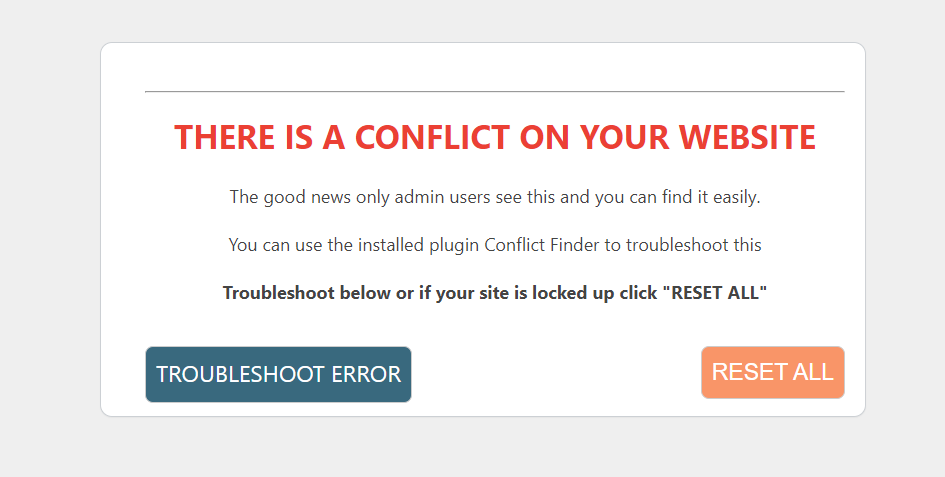 THERE IS A CONFLICT ON YOUR WEBSITE
The good news only admin users see this and you can find it easily.
You can use the installed plugin Conflict Finder to troubleshoot this
Troubleshoot below or if your site is locked up click "RESET ALL"
TROUBLESHOOT ERROR
RESET ALL